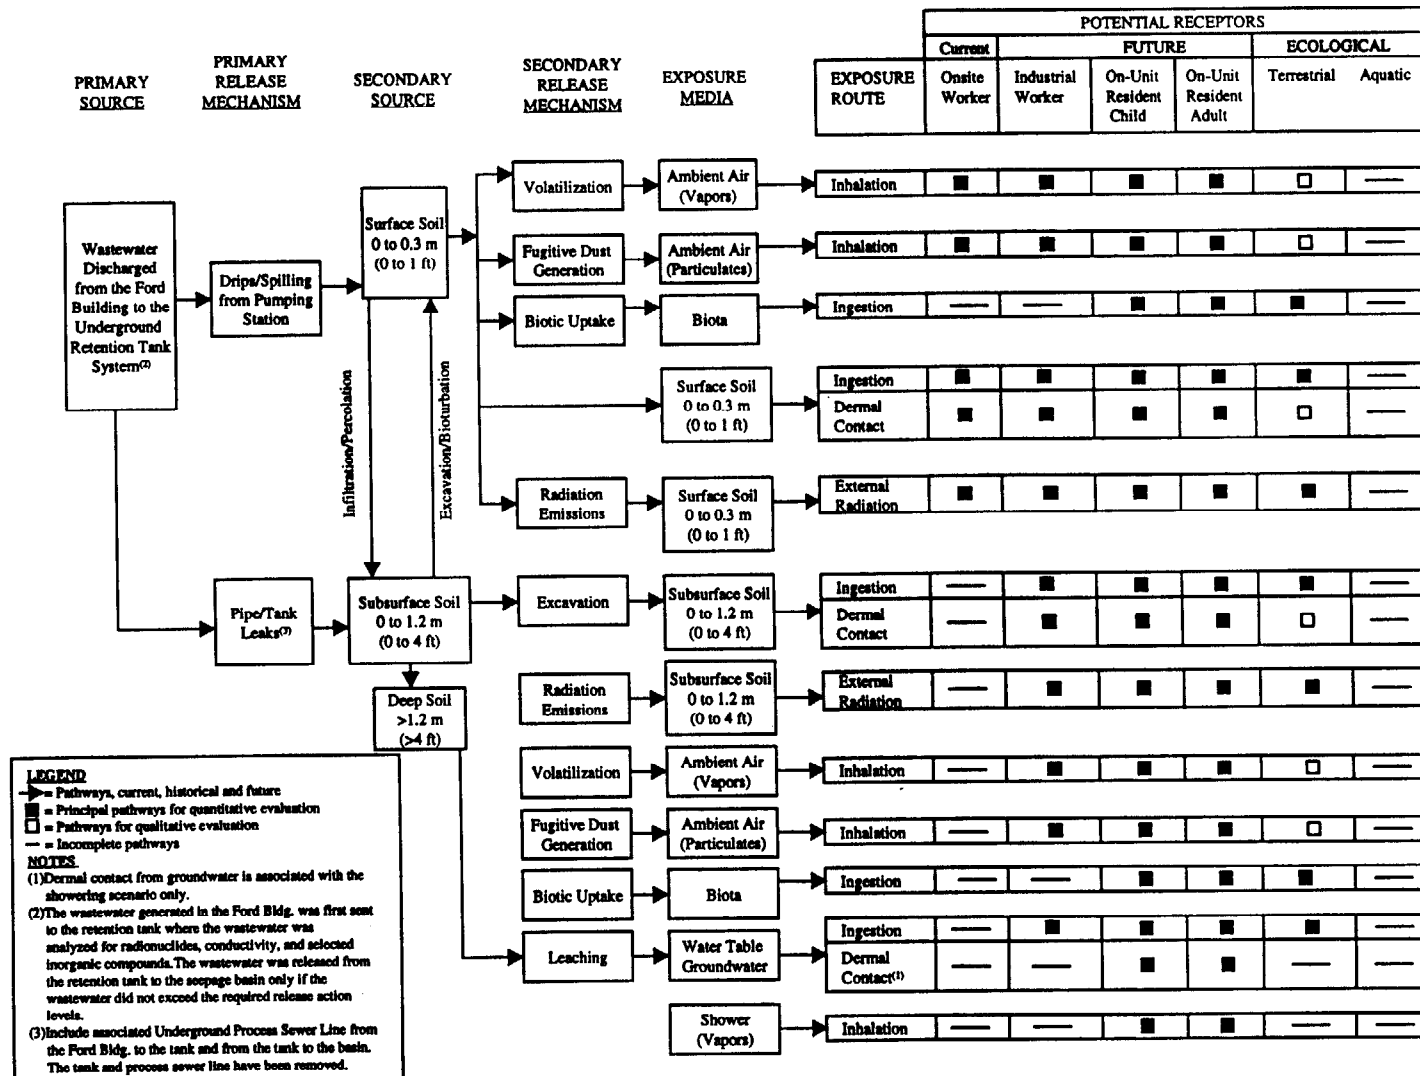 POTENTIAL RECEPTORS
Current FUTURE ECOLOGICAL
PRIMARY
SOURCE
PRIMARY
RELEASE
MECHANISM
SECONDARY
SOURCE
SECONDARY
RELEASE
MECHANISM
EXPOSURE
MEDIA
EXPOSURE
ROUTE
Onsite
Worker
Industrial
Worker
On-Unit
Resident
Child
On-Unit
Resident
Adult
Terrestrial
Aquatic
Wastewater
Discharged
from the Ford
Building to the
Underground
Retention Tank
System(2)
Drips/Spilling
from Pumping
Station
Surface Soil
0 to 0.3 m
(0 to 1 ft)
Infiltration/Percolation
Excavation/Bioturbation
Pipe/Tank
Leaks(3)
Subsurface Soil
0 to 1.2 m
(0 to 4 ft)
Deep Soil
>1.2 m
(>4 ft)
Volatilization
Ambient Air
(Vapors)
Inhalation
Fugitive Dust
Generation
Ambient Air
(Particulates)
Inhalation
Biotic Uptake
Biota
Ingestion
Surface Soil
0 to 0.3 m
(0 to 1 ft)
Ingestion
Dermal
Contact
Radiation
Emissions
Surface Soil
0 to 0.3 m
(0 to 1 ft)
External
Radiation
Excavation
Subsurface Soil
0 to 1.2 m
(0 to 4 ft)
Ingestion
Dermal
Contact
Radiation
Emissions
Subsurface Soil
0 to 1.2 m
(0 to 4 ft)
External
Radiation
Volatilization
Ambient Air
(Vapors)
Inhalation
Fugitive Dust
Generation
Ambient Air
(Particulates)
Inhalation
Biotic Uptake
Biota
Ingestion
Leaching
Water Table
Groundwater
Ingestion
Dermal
Contact(1)
Shower
(Vapors)
Inhalation
LEGEND
= Pathways, current, historical and future
= Principal pathways for quantitative evaluation
= Pathways for qualitative evaluation
= Incomplete pathways
NOTES
(1)Dermal contact from groundwater is associated with the
showering scenario only.
(2)The wastewater generated in the Ford Bldg. was first sent
to the retention tank where the wastewater was
analyzed for radionuclides, conductivity, and selected
inorganic compounds.The wastewater was released from
the retention tank to the seepage basin only if the
wastewater did not exceed the required release action
levels.
(3)Include associated Underground Process Sewer Line from
the Ford Bldg. to the tank and from the tank to the basin.
The tank and process sewer line have been removed.